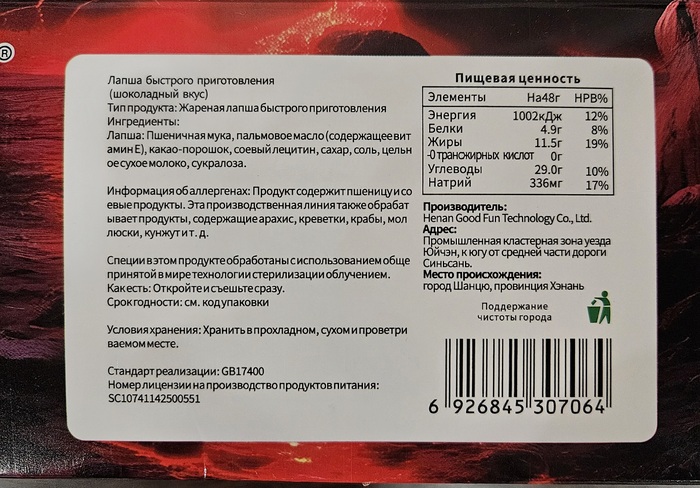 ®
Лапша быстрого приготовления
(шоколадный вкус)
Тип продукта: Жареная лапша быстрого приготовления
Ингредиенты:
Лапша: Пшеничная мука, пальмовое масло (содержащее вит
амин Е), какао-порошок, соевый лецитин, сахар, соль, цельн
ое сухое молоко, сукралоза.
Информация об аллергенах: Продукт содержит пшеницу и со
евые продукты. Эта производственная линия также обрабат
ывает продукты, содержащие арахис, креветки, крабы, мол
люски, кунжут и т. д.
Специи в этом продукте обработаны с использованием обще
принятой в мире технологии стерилизации облучением.
Как есть: Откройте и съешьте сразу.
Срок годности: см. код упаковки
Условия хранения: Хранить в прохладном, сухом и проветри
ваемом месте.
Стандарт реализации: GB17400
Номер лицензии на производство продуктов питания:
SC10741142500551
Пищевая ценность
Элементы На48г НРВ%
Энергия 1002кДж 12%
Белки 4.9г 8%
Жиры 11.5г 19%
-0 траножирных кислот 0г
Углеводы 29.0г 10%
Натрий 336мг 17%
Производитель:
Henan Good Fun Technology Co., Ltd.
Адрес:
Промышленная кластерная зона уезда
Юйчэн, к югу от средней части дороги
Синьсань.
Место происхождения:
город Шанцю, провинция Хэнань
Поддержание
чистоты города
6 926845 307064